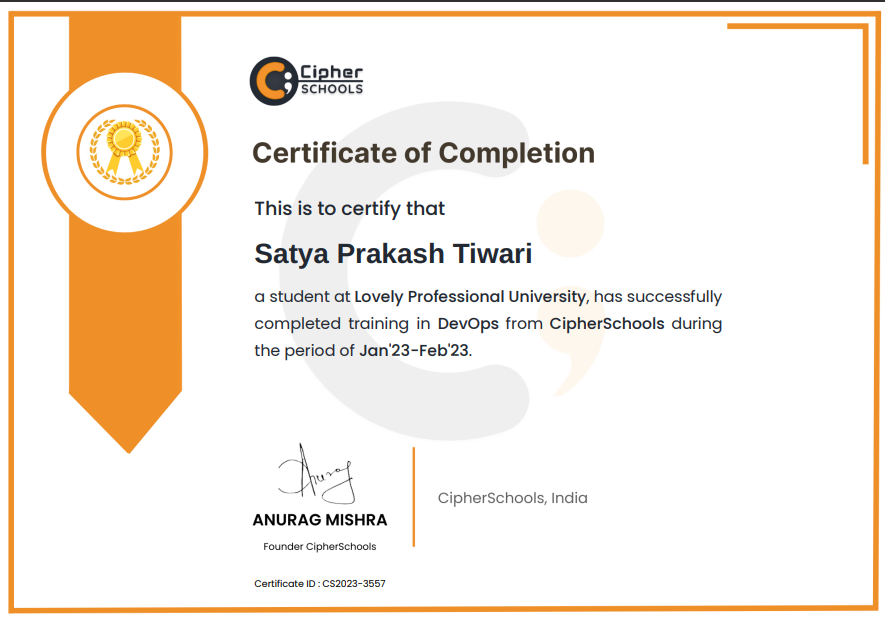 Cipher
SCHOOLS
Certificate of Completion
This is to certify that
Satya Prakash Tiwari
a student at Lovely Professional University, has successfully
completed training in DevOps from CipherSchools during
the period of Jan'23-Feb'23.
Anurag
ANURAG MISHRA
Founder CipherSchools
CipherSchools, India
Certificate ID : CS2023-3557